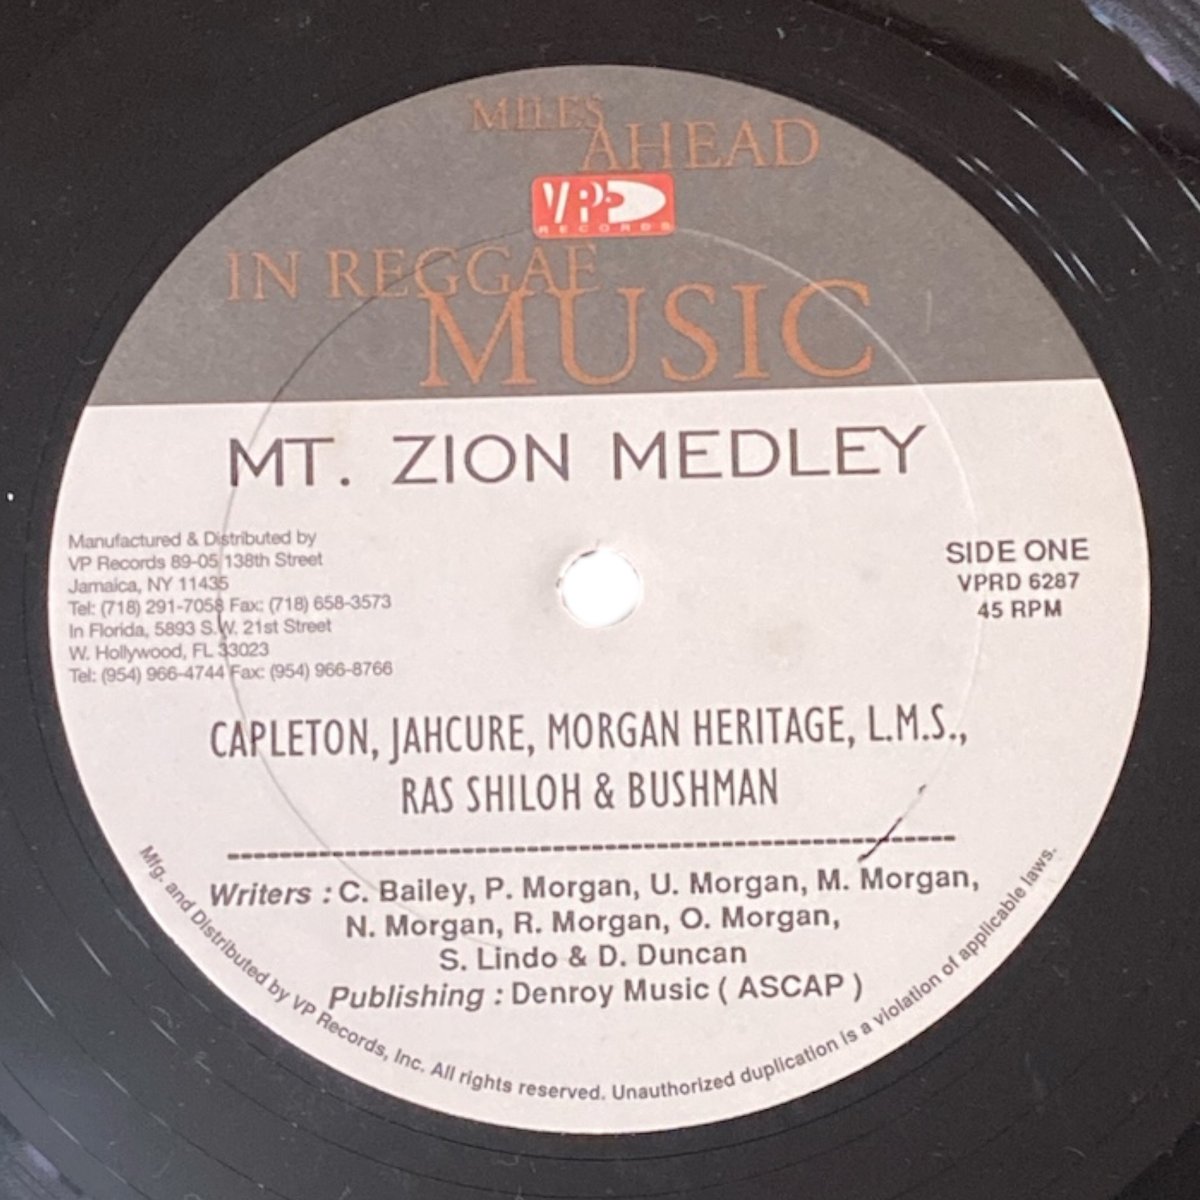 MILES
AHEAD
VP
RECORDS
IN REGGAE
MUSIC
MT. ZION MEDLEY
Manufactured & Distributed by
VP Records 89-05 138th Street
Jamaica, NY 11435
Tel: (718) 291-7058 Fax: (718) 658-3573
In Florida, 5893 S.W. 21st Street
W. Hollywood, FL 33023
Tel: (954) 966-4744 Fax: (954) 966-8766
SIDE ONE
VPRD 6287
45 RPM
CAPLETON, JAHCURE, MORGAN HERITAGE, L.M.S.,
RAS SHILOH & BUSHMAN
Writers : C. Bailey, P. Morgan, U. Morgan, M. Morgan,
N. Morgan, R. Morgan, O. Morgan,
S. Lindo & D. Duncan
Publishing : Denroy Music ( ASCAP )
Mfg. and Distributed by VP Records, Inc. All rights reserved. Unauthorized duplication is a violation of applicable laws.